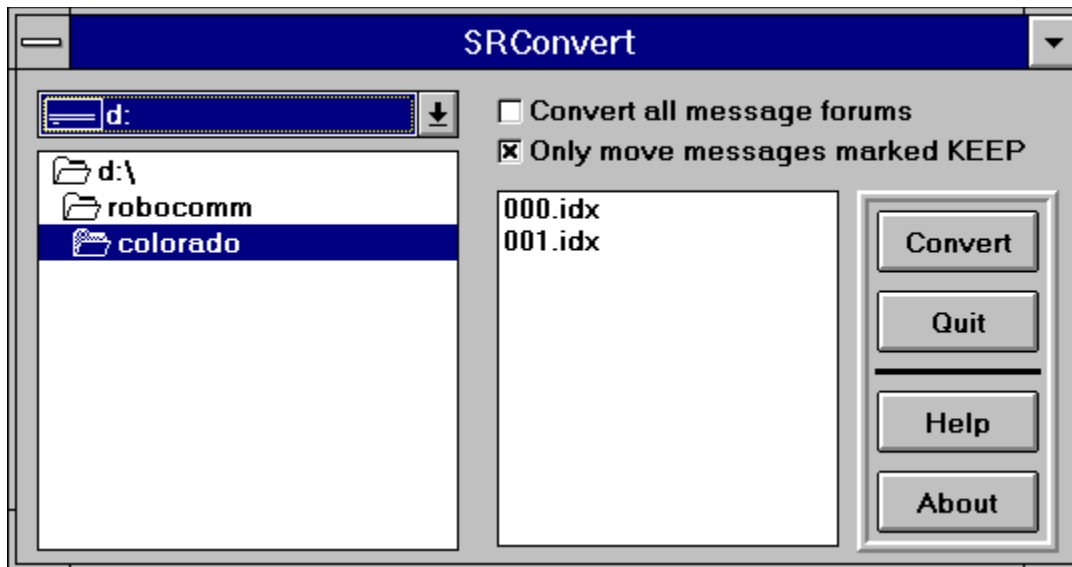 SRConvert
d:
d:\
robocomm
colorado
Convert all message forums
Only move messages marked KEEP
000.idx
001.idx
Convert
Quit
Help
About